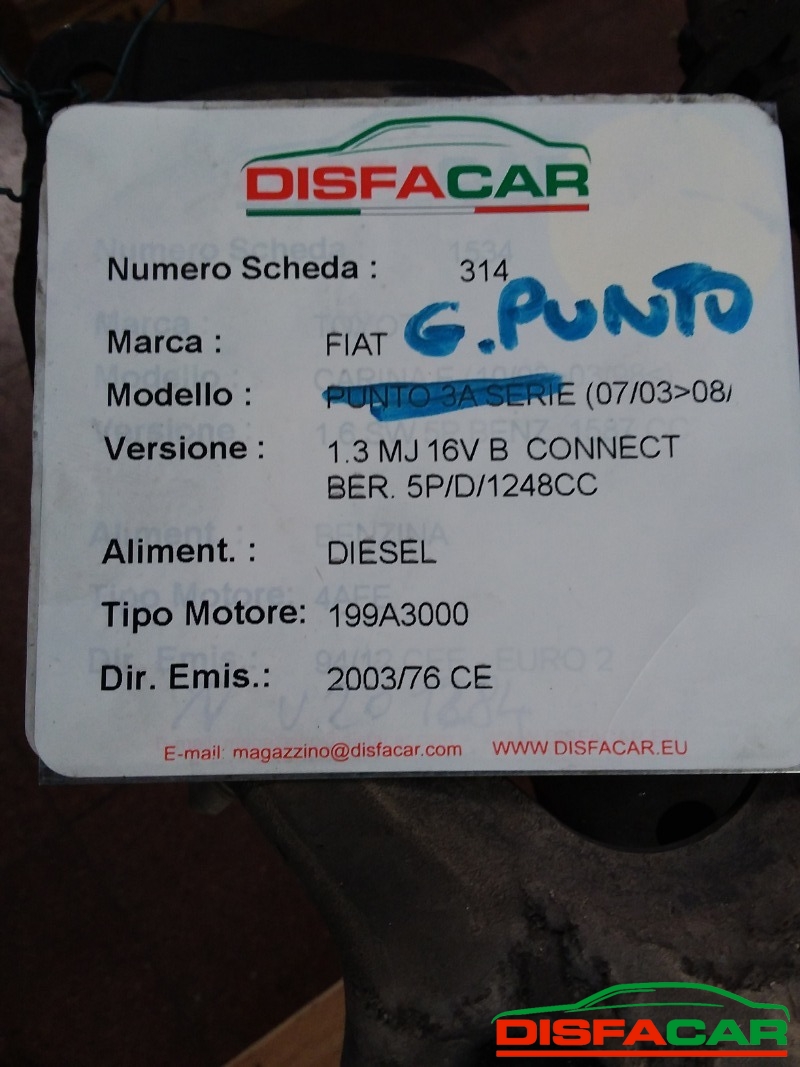 DISFACAR
Numero Scheda : 314
G. PUNTO
Marca : FIAT
Modello : PUNTO 3A SERIE (07/03>08/
Versione : 1.3 MJ 16V B CONNECT
BER. 5P/D/1248CC
Aliment. : DIESEL
Tipo Motore: 199A3000
Dir. Emis.: 2003/76 CE
E-mail: magazzino@disfacar.com WWW.DISFACAR.EU
DISFACAR